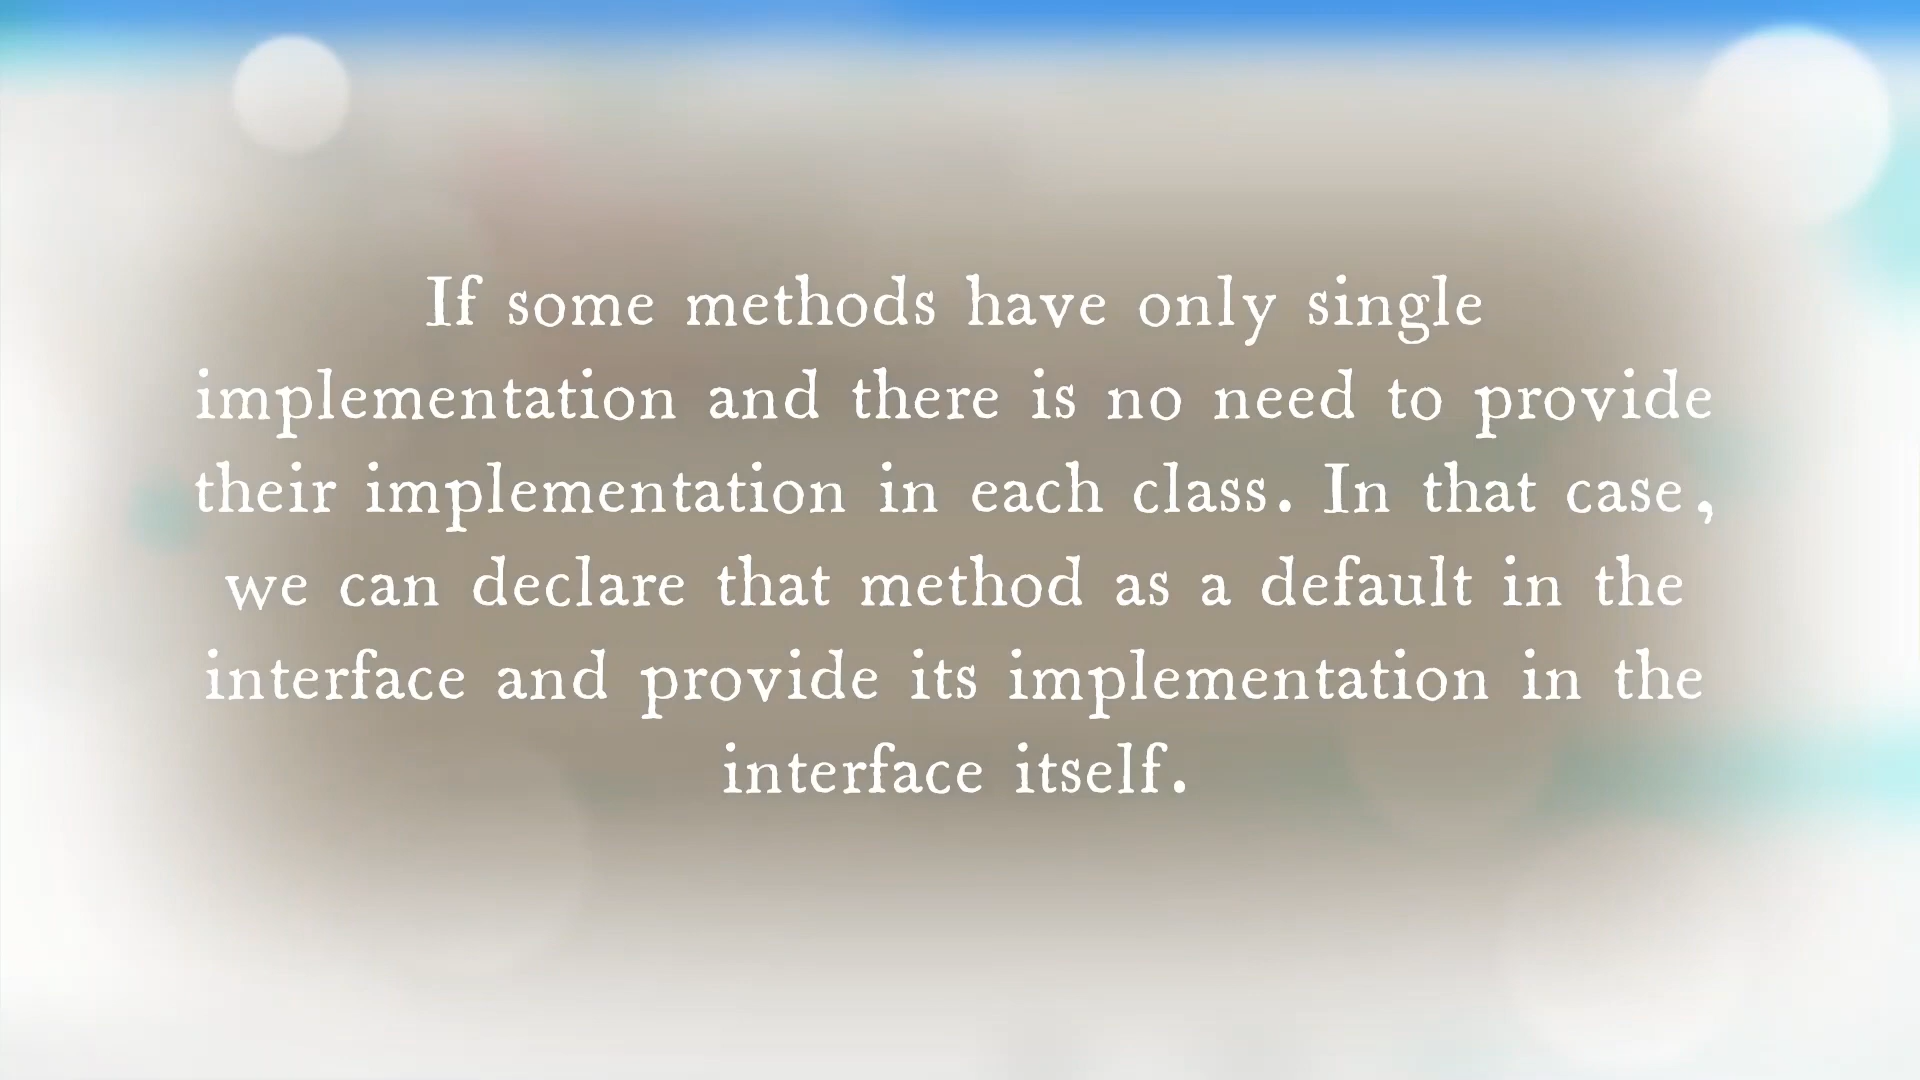 If some methods have only single
implementation and there is no need to provide
their implementation in each class. In that case,
we can declare that method as a default in the
interface and provide its implementation in the
interface itself.